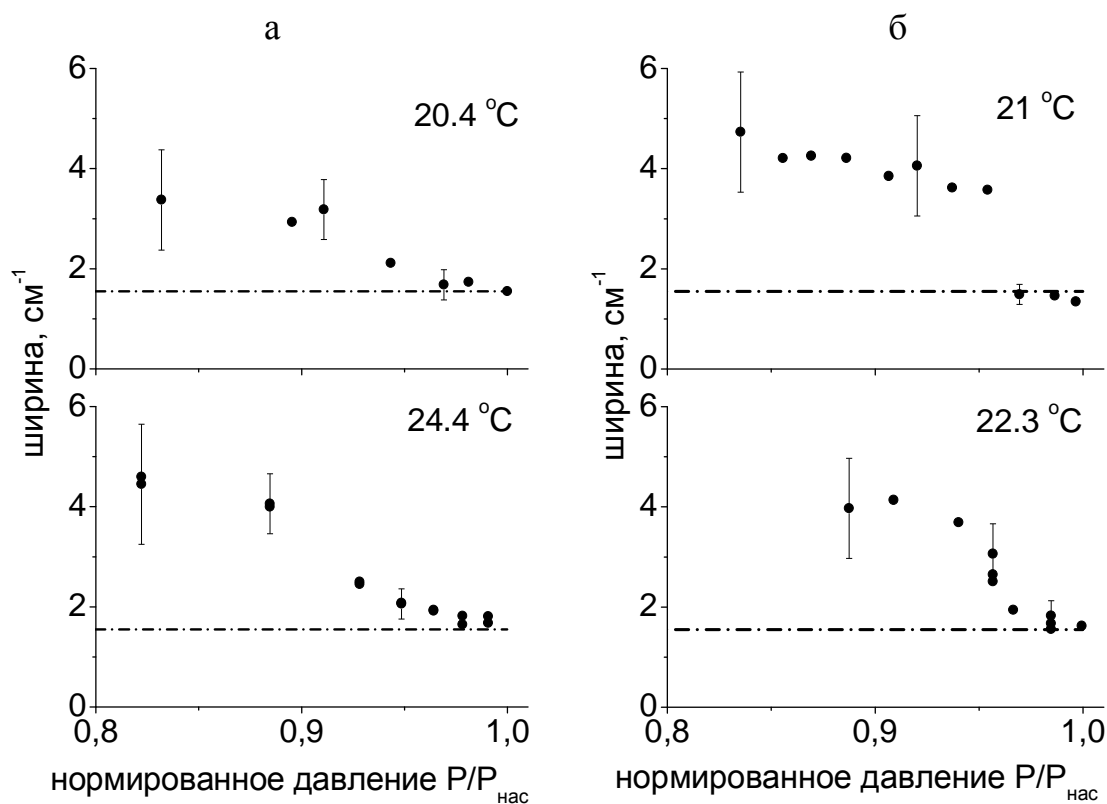 а
б
6
20.4 °C
4
2
0
6
21 °C
4
2
0
6
24.4 °C
4
2
0
0,8
0,9
1,0
6
22.3 °C
4
2
0
0,8
0,9
1,0
ширина, см⁻¹
ширина, см⁻¹
нормированное давление P/Pнас
нормированное давление P/Pнас